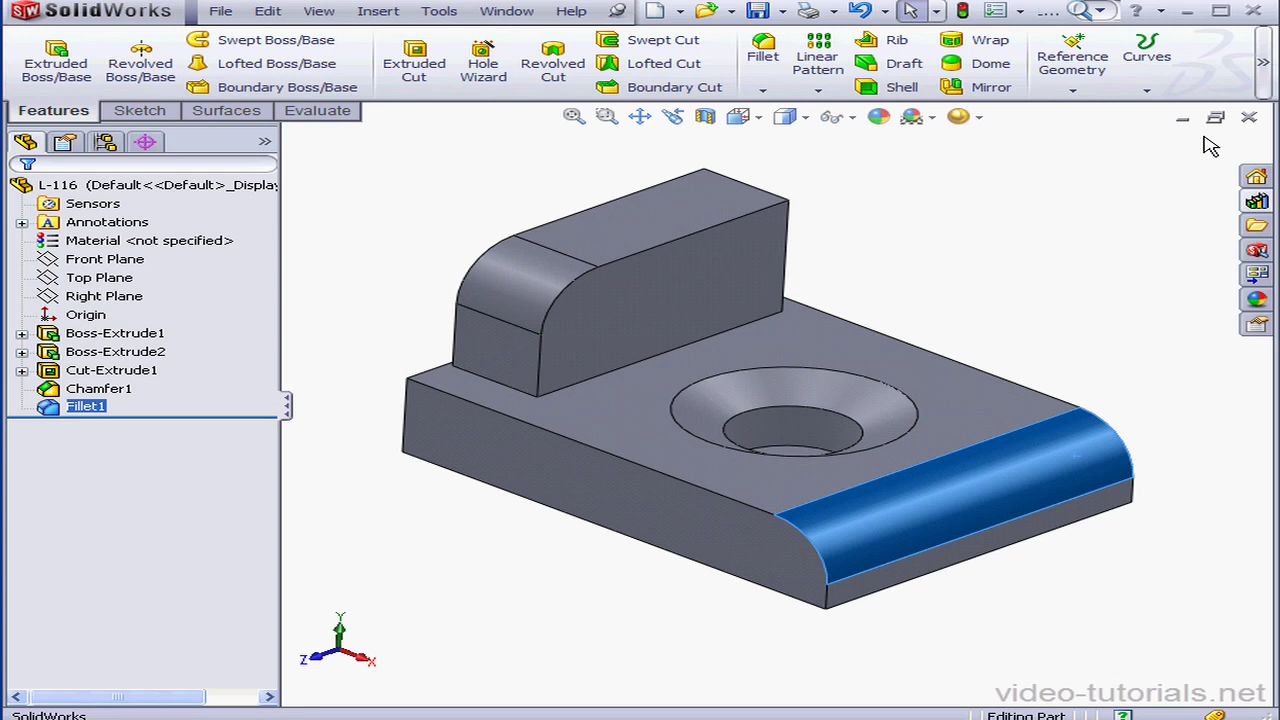 SolidWorks File Edit View Insert Tools Window Help
Extruded Boss/Base
Revolved Boss/Base
Swept Boss/Base
Lofted Boss/Base
Boundary Boss/Base
Extruded Cut
Hole Wizard
Revolved Cut
Swept Cut
Lofted Cut
Boundary Cut
Fillet
Linear Pattern
Rib
Draft
Shell
Wrap
Dome
Mirror
Reference Geometry
Curves
Features Sketch Surfaces Evaluate
L-116 (Default<<Default>_Display
Sensors
Annotations
Material <not specified>
Front Plane
Top Plane
Right Plane
Origin
Boss-Extrude1
Boss-Extrude2
Cut-Extrude1
Chamfer1
Fillet1
Y
Z
X
video-tutorials.net
SolidWorks
Editing Part